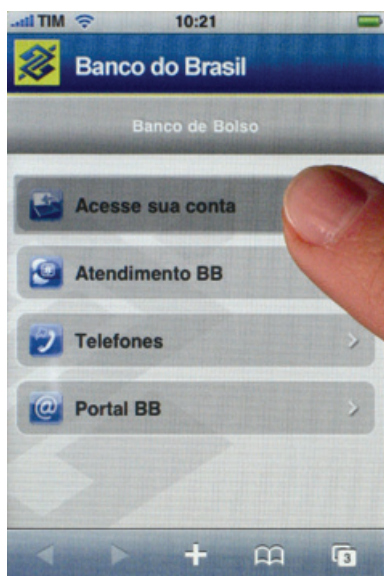 TIM 10:21
Banco do Brasil
Banco de Bolso
Acesse sua conta
Atendimento BB
Telefones
@ Portal BB
3